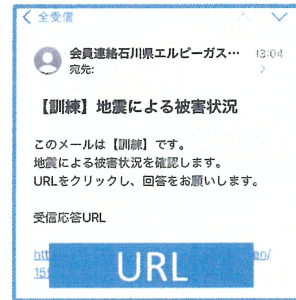 全受信
会員連絡石川県エルピーガス… 13:04
宛先:
【訓練】地震による被害状況
このメールは【訓練】です。
地震による被害状況を確認します。
URLをクリックし、回答をお願いします。
受信応答URL
URL